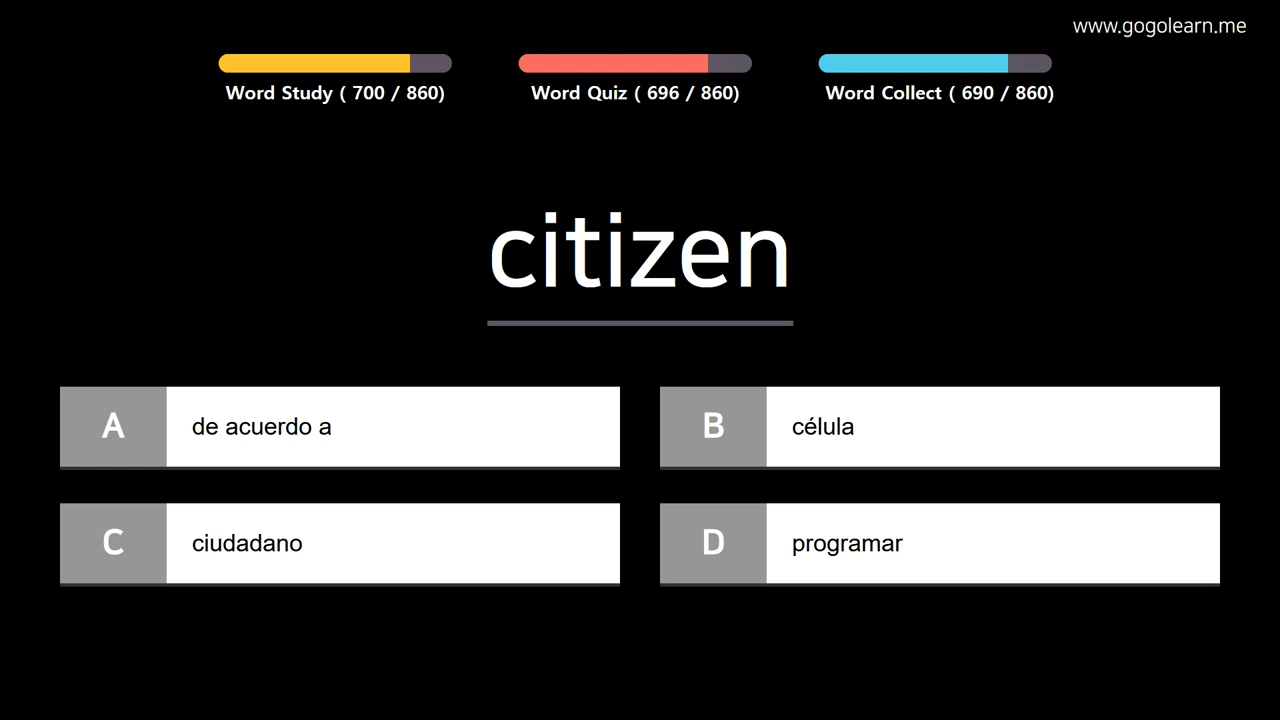 www.gogolearn.me
Word Study ( 700 / 860)
Word Quiz ( 696 / 860)
Word Collect ( 690 / 860)
citizen
A
de acuerdo a
B
célula
C
ciudadano
D
programar